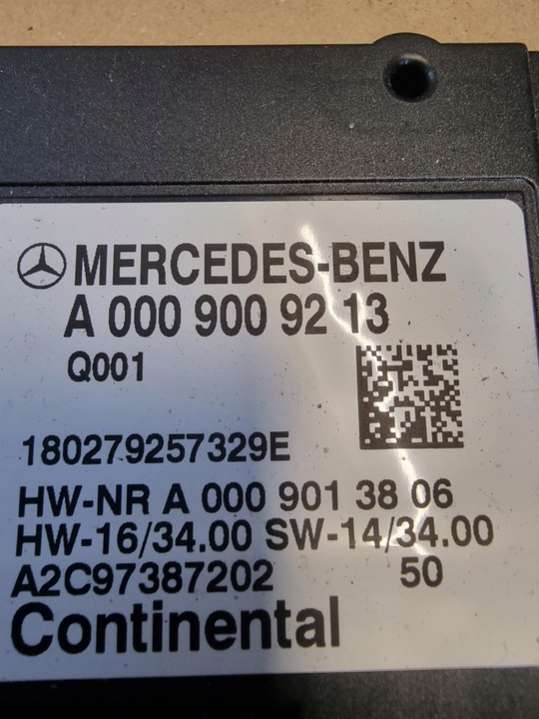 MERCEDES-BENZ
A 000 900 92 13
Q001
180279257329E
HW-NR A 000 901 38 06
HW-16/34.00 SW-14/34.00
A2C97387202 50
Continental